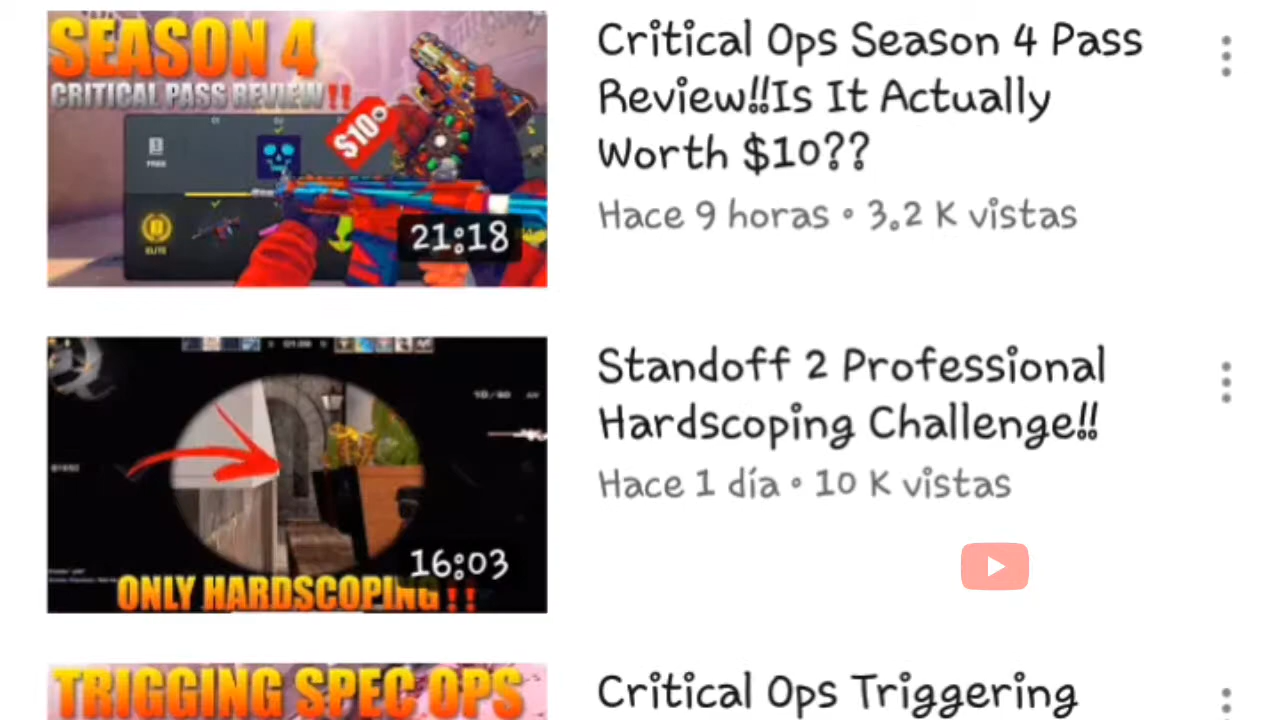 SEASON 4
CRITICAL PASS REVIEW!!
$10
FREE
ELITE
21:18
Critical Ops Season 4 Pass
Review!!Is It Actually
Worth $10??
Hace 9 horas • 3,2 K vistas
16:03
ONLY HARDSCOPING!!
Standoff 2 Professional
Hardscoping Challenge!!
Hace 1 día • 10 K vistas
TRIGGING SPEC OPS
Critical Ops Triggering